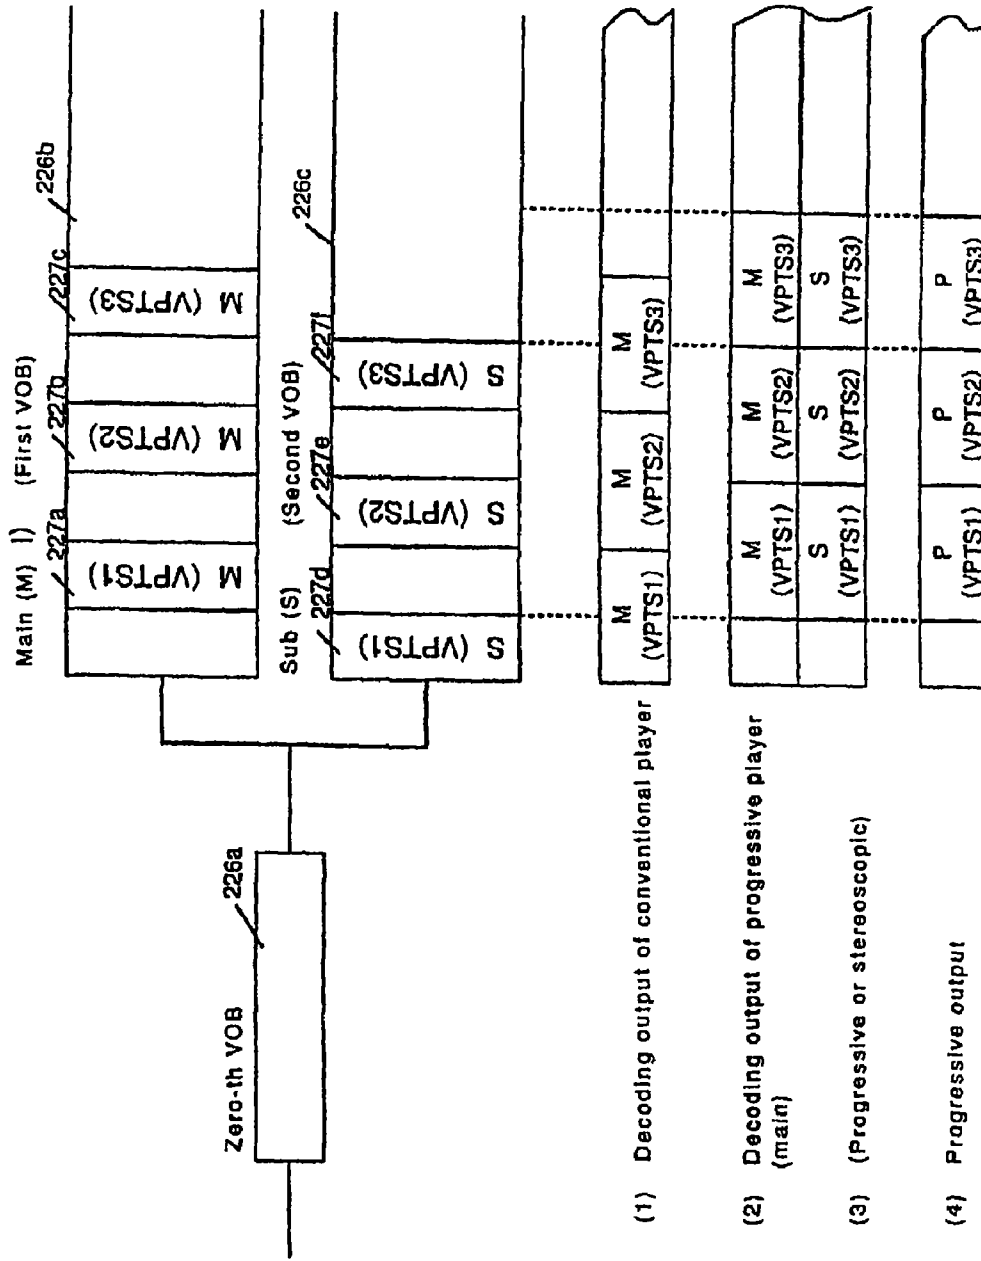 Main (M) I) (First VOB)
226b
227a
227b
227c
M (VPTS1)
M (VPTS2)
M (VPTS3)
Zero-th VOB
226a
Sub (S) (Second VOB)
226c
227d
227e
227f
S (VPTS1)
S (VPTS2)
S (VPTS3)
(1) Decoding output of conventional player
M
(VPTS1)
M
(VPTS2)
M
(VPTS3)
(2) Decoding output of progressive player
(main)
M
(VPTS1)
M
(VPTS2)
M
(VPTS3)
(3) (Progressive or stereoscopic)
S
(VPTS1)
S
(VPTS2)
S
(VPTS3)
(4) Progressive output
P
(VPTS1)
P
(VPTS2)
P
(VPTS3)